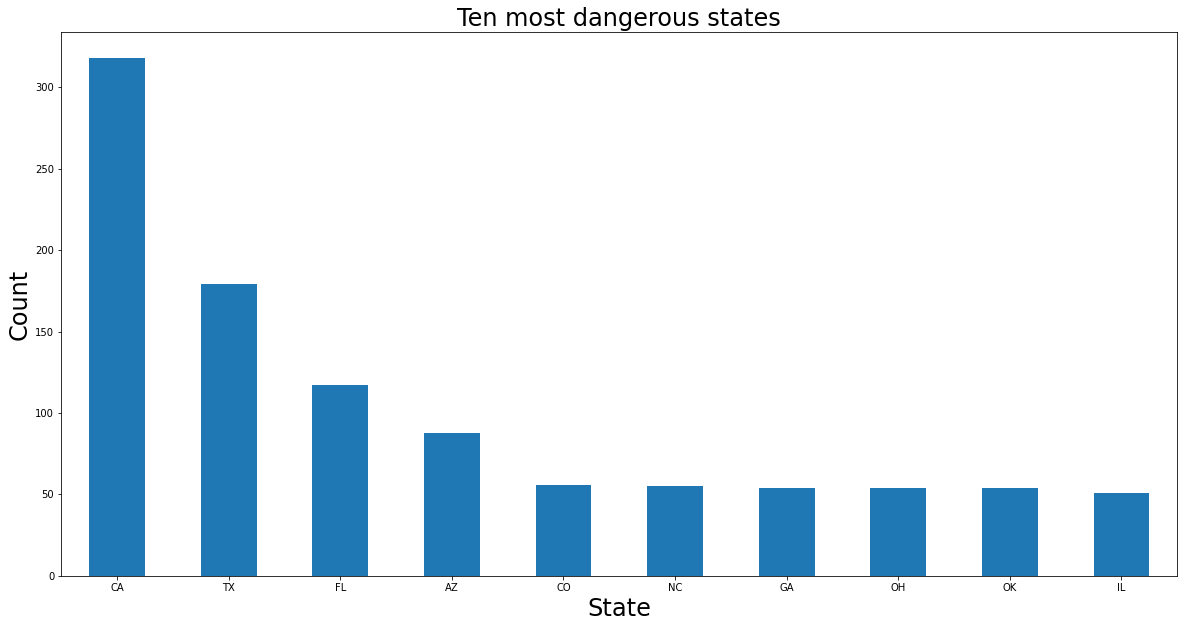 Ten most dangerous states
300
250
200
150
100
50
0
Count
CA TX FL AZ CO NC GA OH OK IL
State